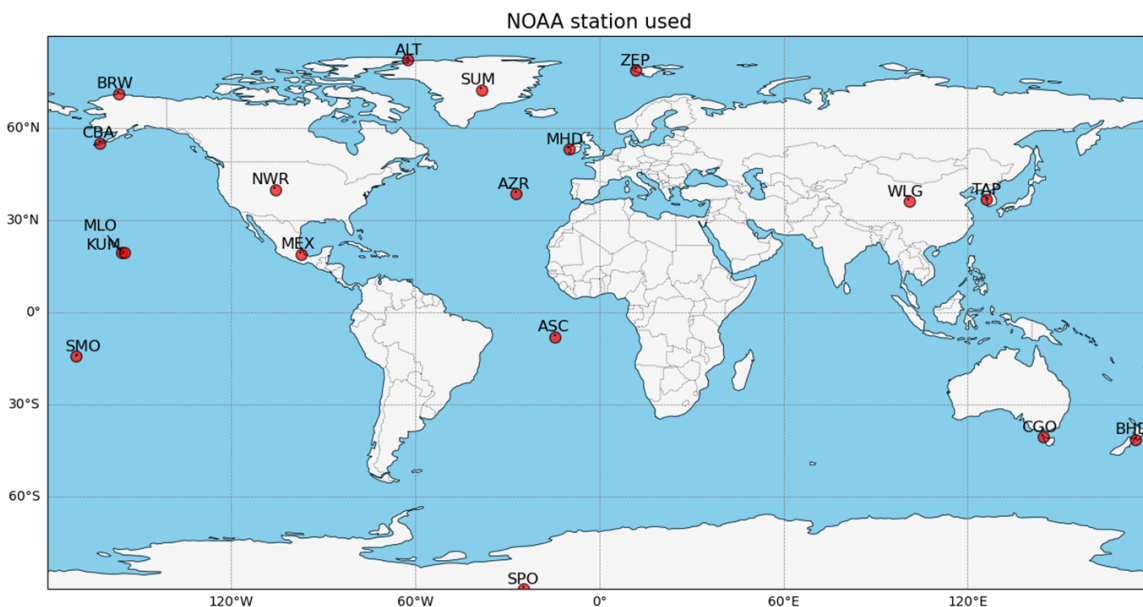 NOAA station used
ALT
ZEP
SUM
BRW
60°N
CBA
MHD
NWR
AZR
WLG
TAP
30°N
MLO
KUM
MEX
0°
ASC
SMO
30°S
CGO
BHD
60°S
SPO
120°W
60°W
0°
60°E
120°E